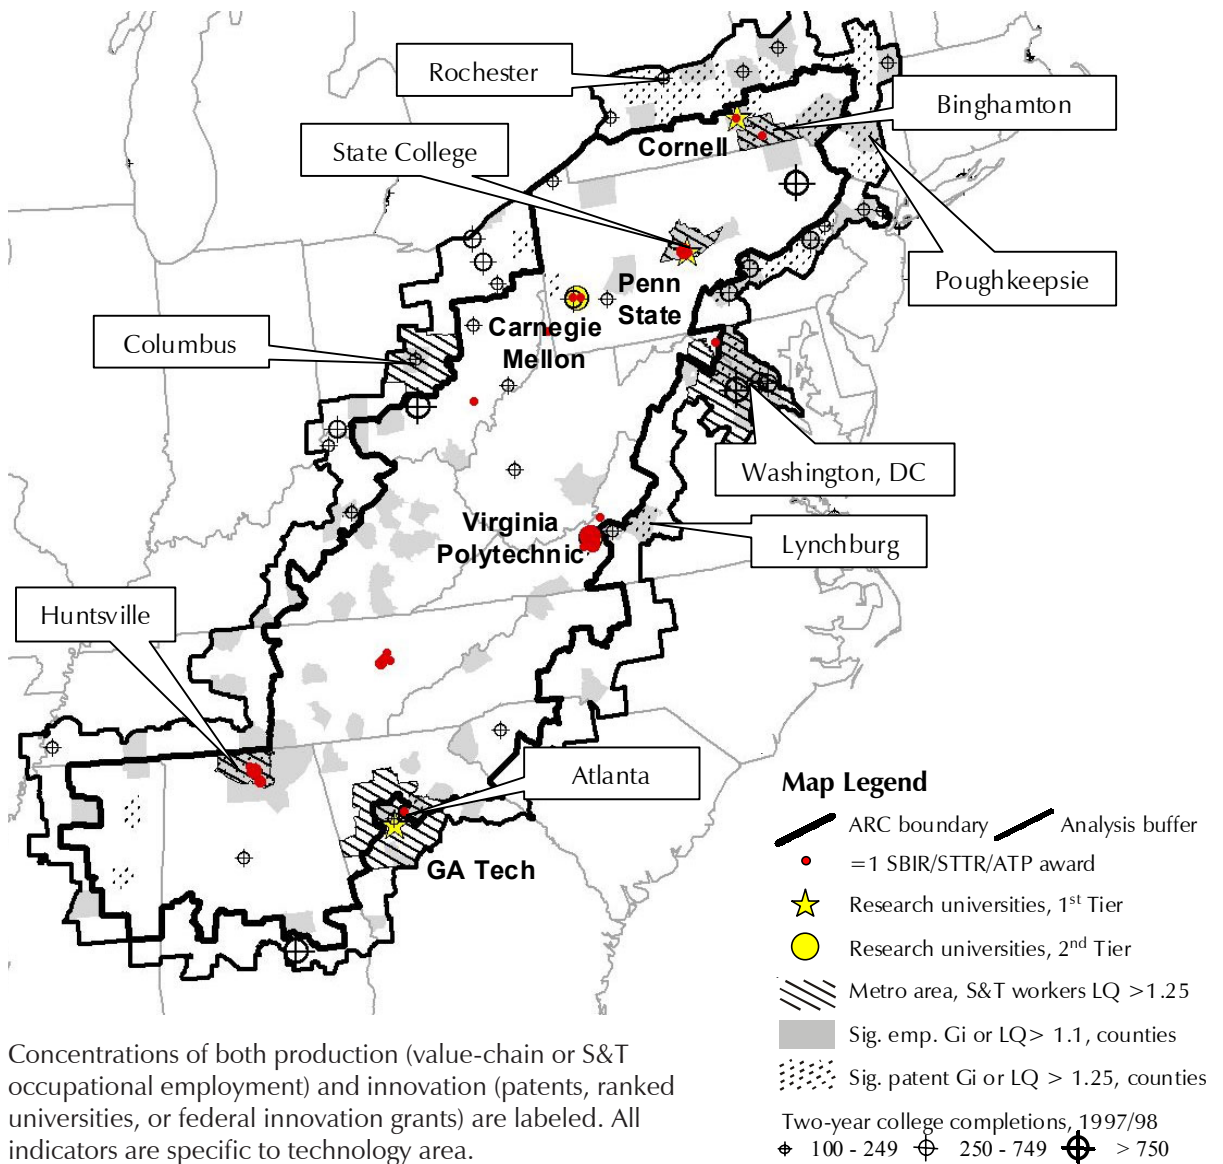 Rochester
Binghamton
State College
Cornell
Poughkeepsie
Penn
State
Columbus
Carnegie
Mellon
Washington, DC
Virginia
Polytechnic
Lynchburg
Huntsville
Atlanta
GA Tech
Map Legend
ARC boundary Analysis buffer
=1 SBIR/STTR/ATP award
Research universities, 1st Tier
Research universities, 2nd Tier
Metro area, S&T workers LQ >1.25
Sig. emp. Gi or LQ> 1.1, counties
Sig. patent Gi or LQ > 1.25, counties
Two-year college completions, 1997/98
100 - 249 250 - 749 > 750
Concentrations of both production (value-chain or S&T
occupational employment) and innovation (patents, ranked
universities, or federal innovation grants) are labeled. All
indicators are specific to technology area.